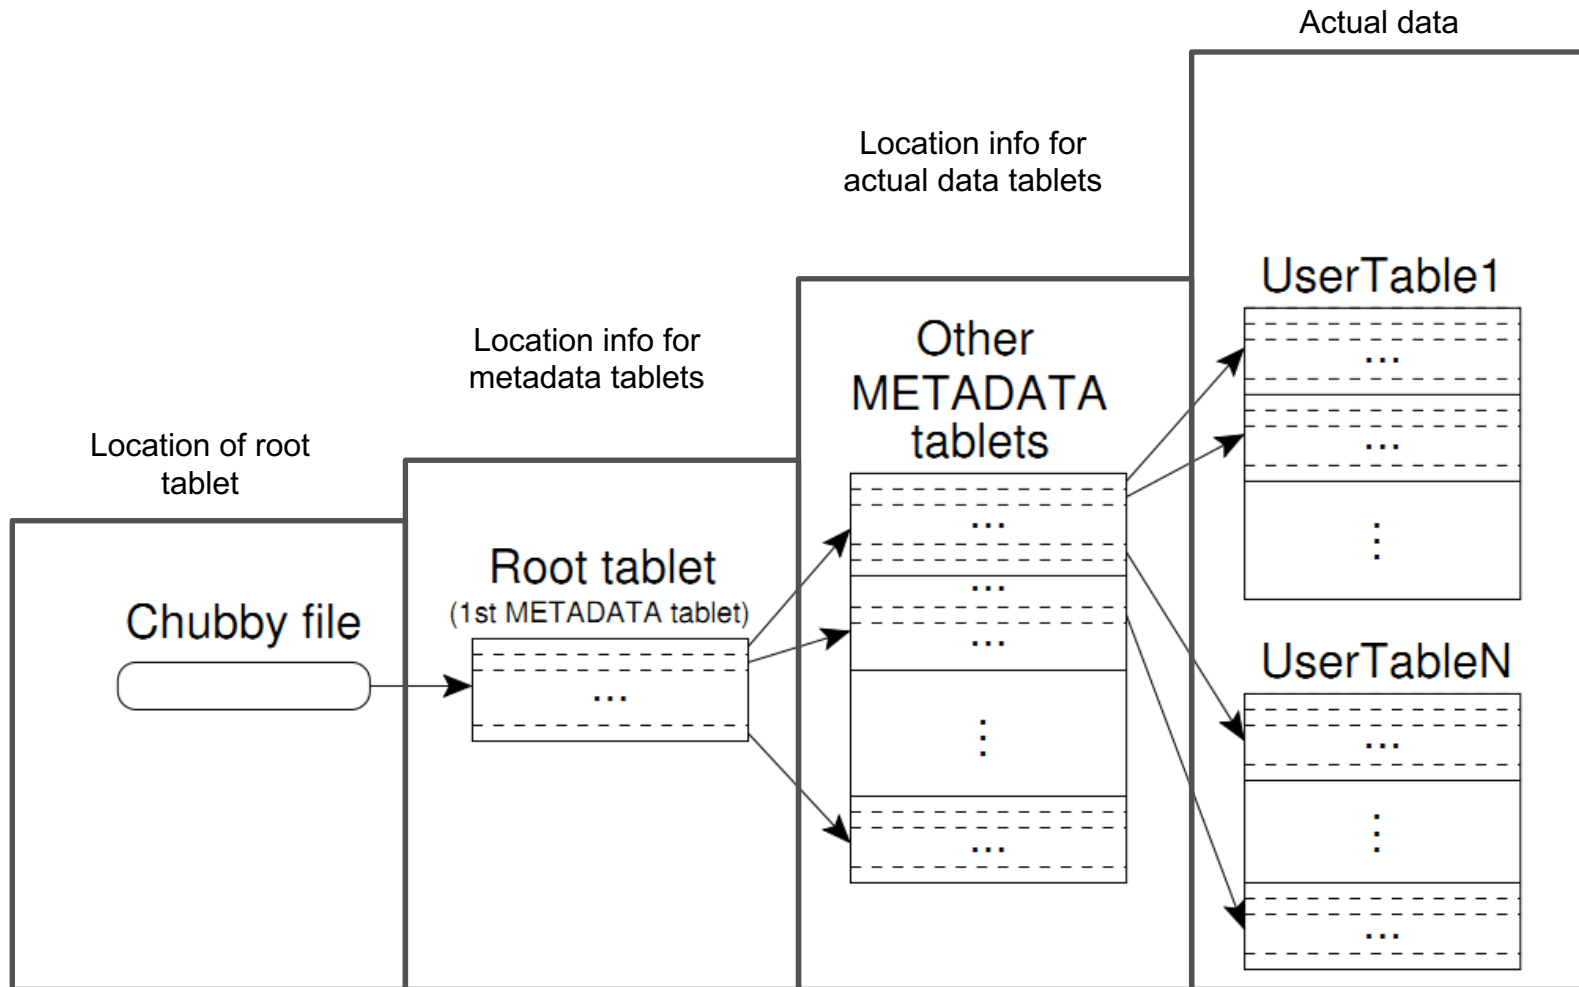 Actual data
Location info for
actual data tablets
Location info for
metadata tablets
Location of root
tablet
Chubby file
Root tablet
(1st METADATA tablet)
...
Other
METADATA
tablets
...
...
...
⋮
...
UserTable1
...
...
⋮
UserTableN
...
⋮
...